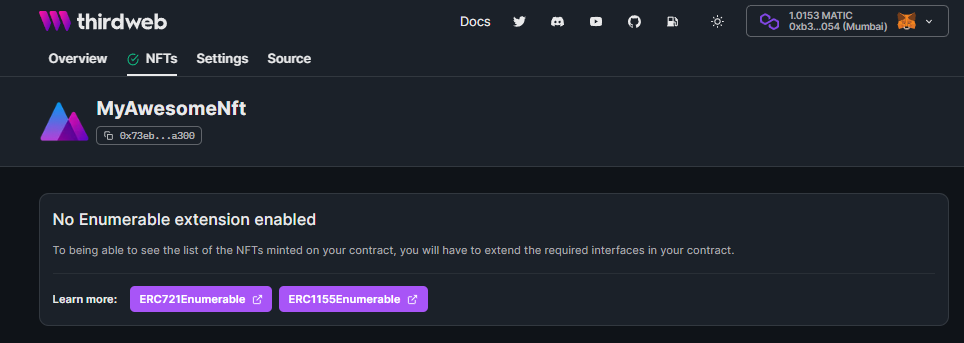 thirdweb
Docs
1.0153 MATIC
0xb3...054 (Mumbai)
Overview
NFTs
Settings
Source
MyAwesomeNft
0x73eb...a300
No Enumerable extension enabled
To being able to see the list of the NFTs minted on your contract, you will have to extend the required interfaces in your contract.
Learn more: ERC721Enumerable ERC1155Enumerable